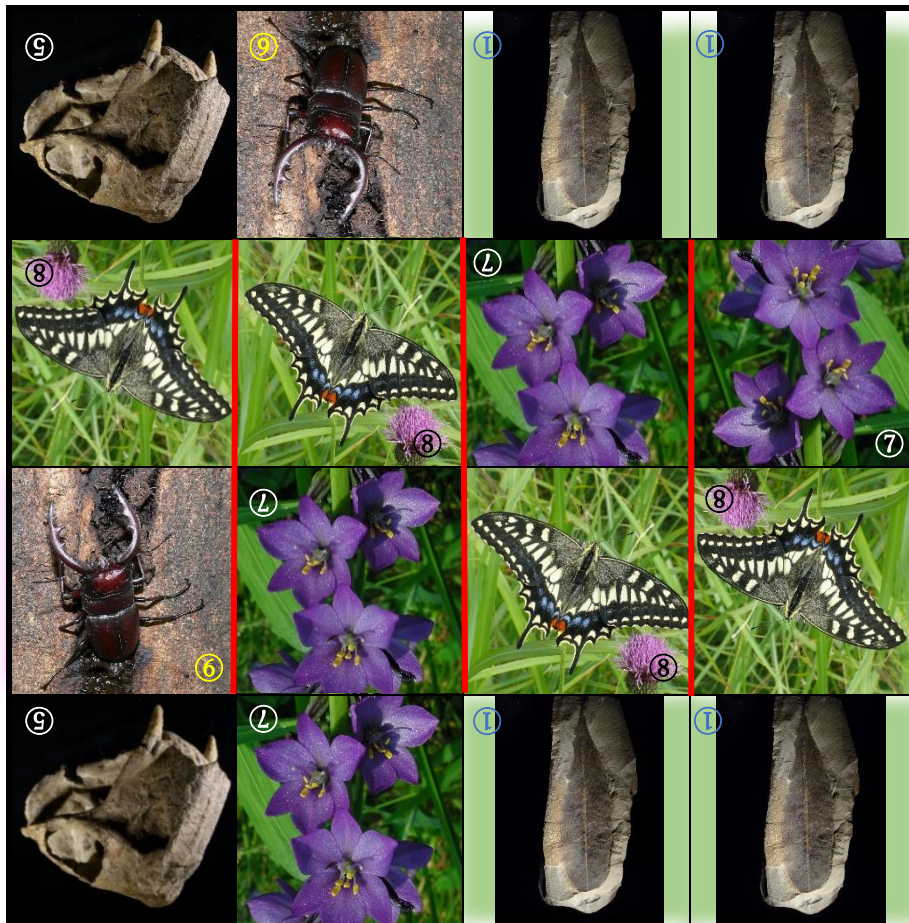 ⑤ ⑥ ① ①
⑧ ⑧ ⑦ ⑦
⑥ ⑦ ⑧ ⑧
⑤ ⑦ ① ①